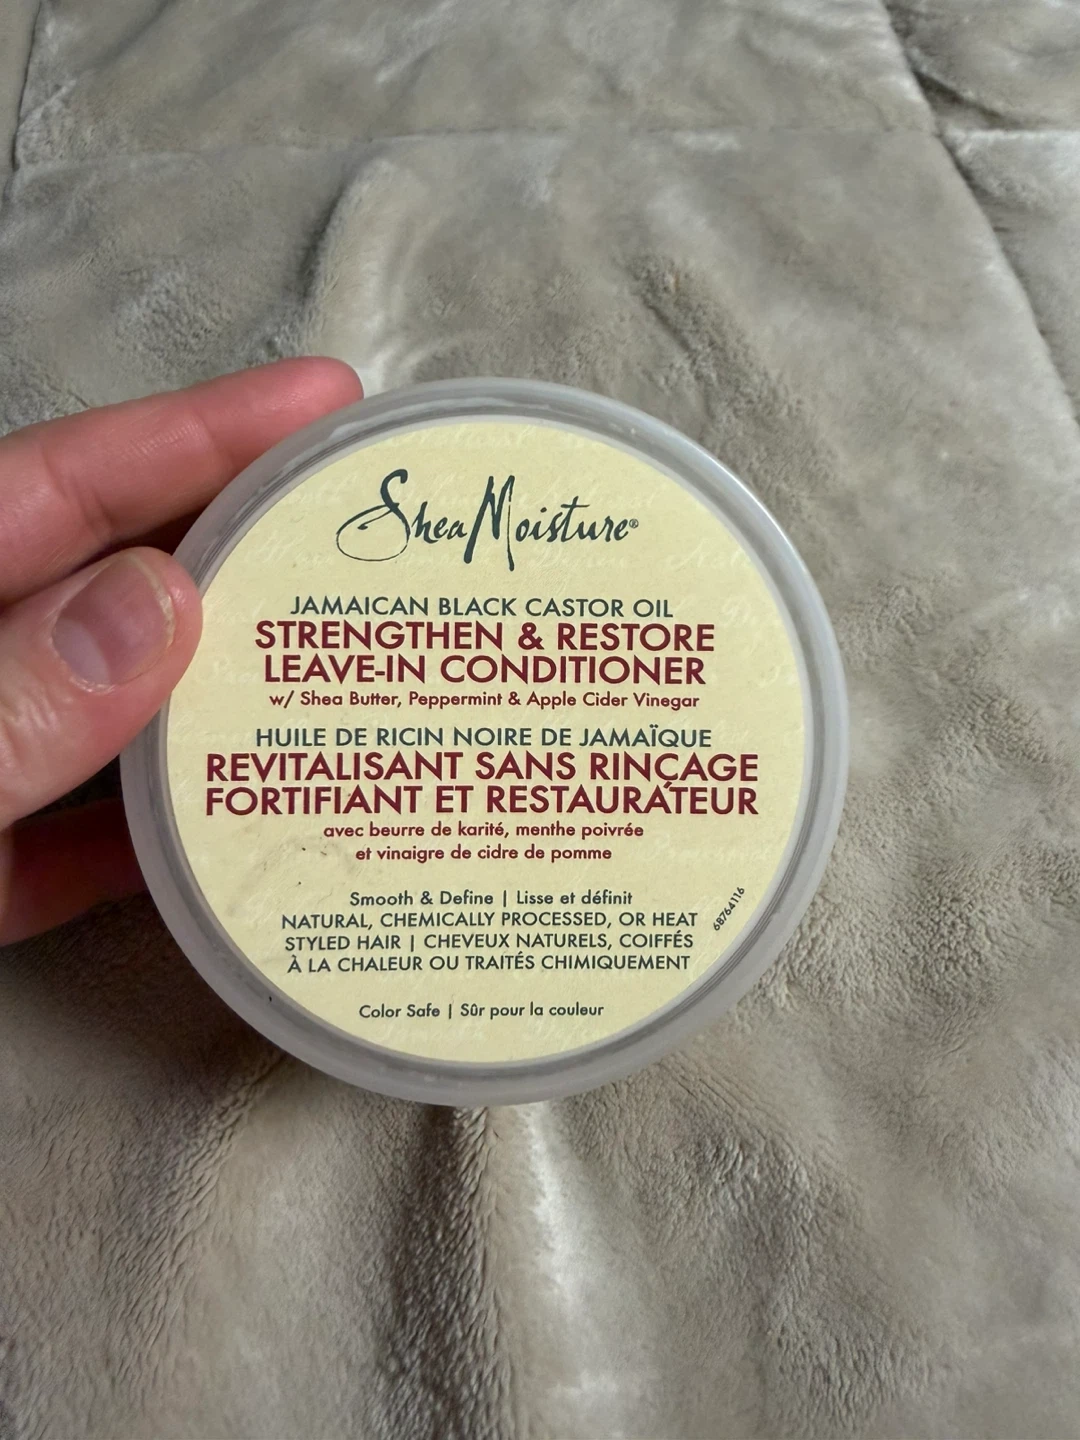 SheaMoisture®
JAMAICAN BLACK CASTOR OIL
STRENGTHEN & RESTORE
LEAVE-IN CONDITIONER
w/ Shea Butter, Peppermint & Apple Cider Vinegar
HUILE DE RICIN NOIRE DE JAMAÏQUE
REVITALISANT SANS RINÇAGE
FORTIFIANT ET RESTAURATEUR
avec beurre de karité, menthe poivrée
et vinaigre de cidre de pomme
Smooth & Define | Lisse et définit
NATURAL, CHEMICALLY PROCESSED, OR HEAT
STYLED HAIR | CHEVEUX NATURELS, COIFFÉS
À LA CHALEUR OU TRAITÉS CHIMIQUEMENT
68764116
Color Safe | Sûr pour la couleur